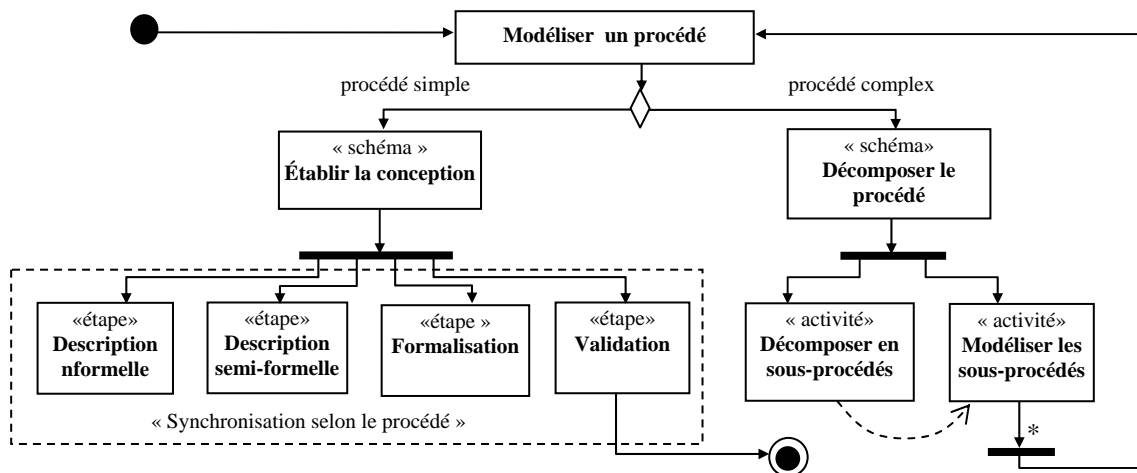 Modéliser un procédé
procédé simple
procédé complex
« schéma »
Établir la conception
« schéma»
Décomposer le
procédé
«étape»
Description
nformelle
«étape»
Description
semi-formelle
«étape »
Formalisation
«étape»
Validation
« activité»
Décomposer en
sous-procédés
« activité»
Modéliser les
sous-procédés
« Synchronisation selon le procédé »
*